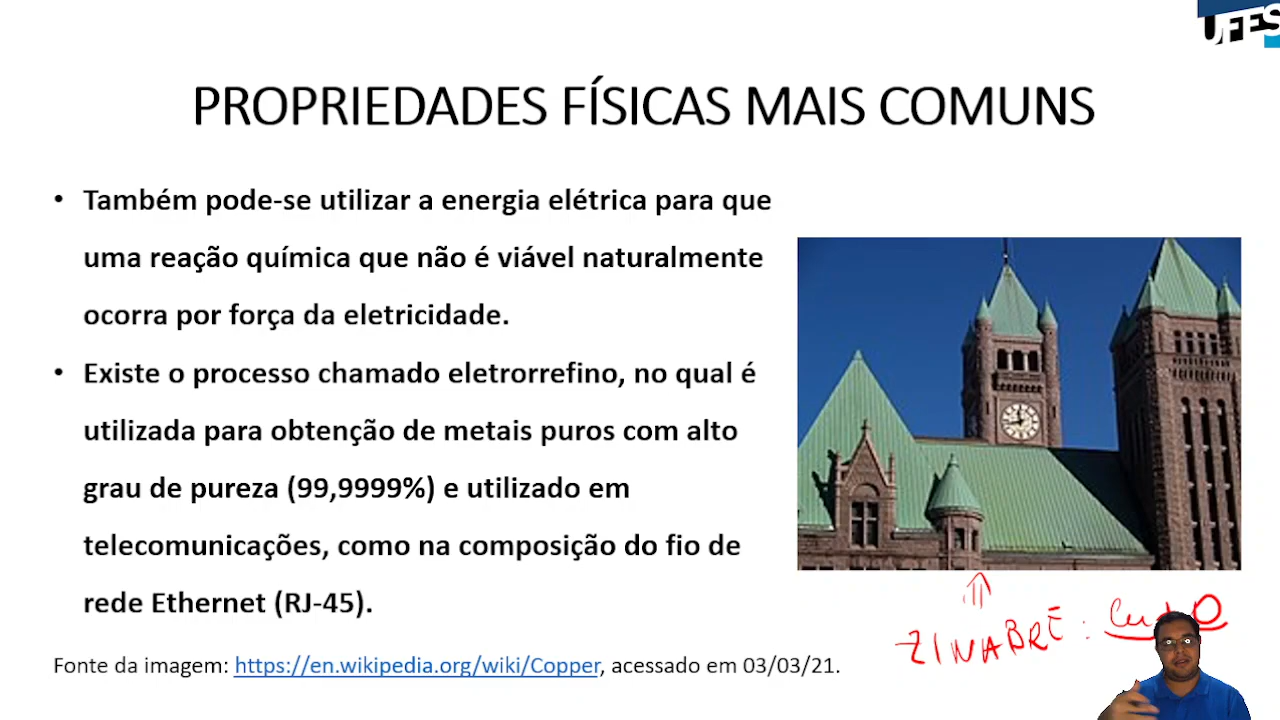 UFES
PROPRIEDADES FÍSICAS MAIS COMUNS
• Também pode-se utilizar a energia elétrica para que
uma reação química que não é viável naturalmente
ocorra por força da eletricidade.
• Existe o processo chamado eletrorrefino, no qual é
utilizada para obtenção de metais puros com alto
grau de pureza (99,9999%) e utilizado em
telecomunicações, como na composição do fio de
rede Ethernet (RJ-45).
ZINABRE:
Fonte da imagem: https://en.wikipedia.org/wiki/Copper, acessado em 03/03/21.